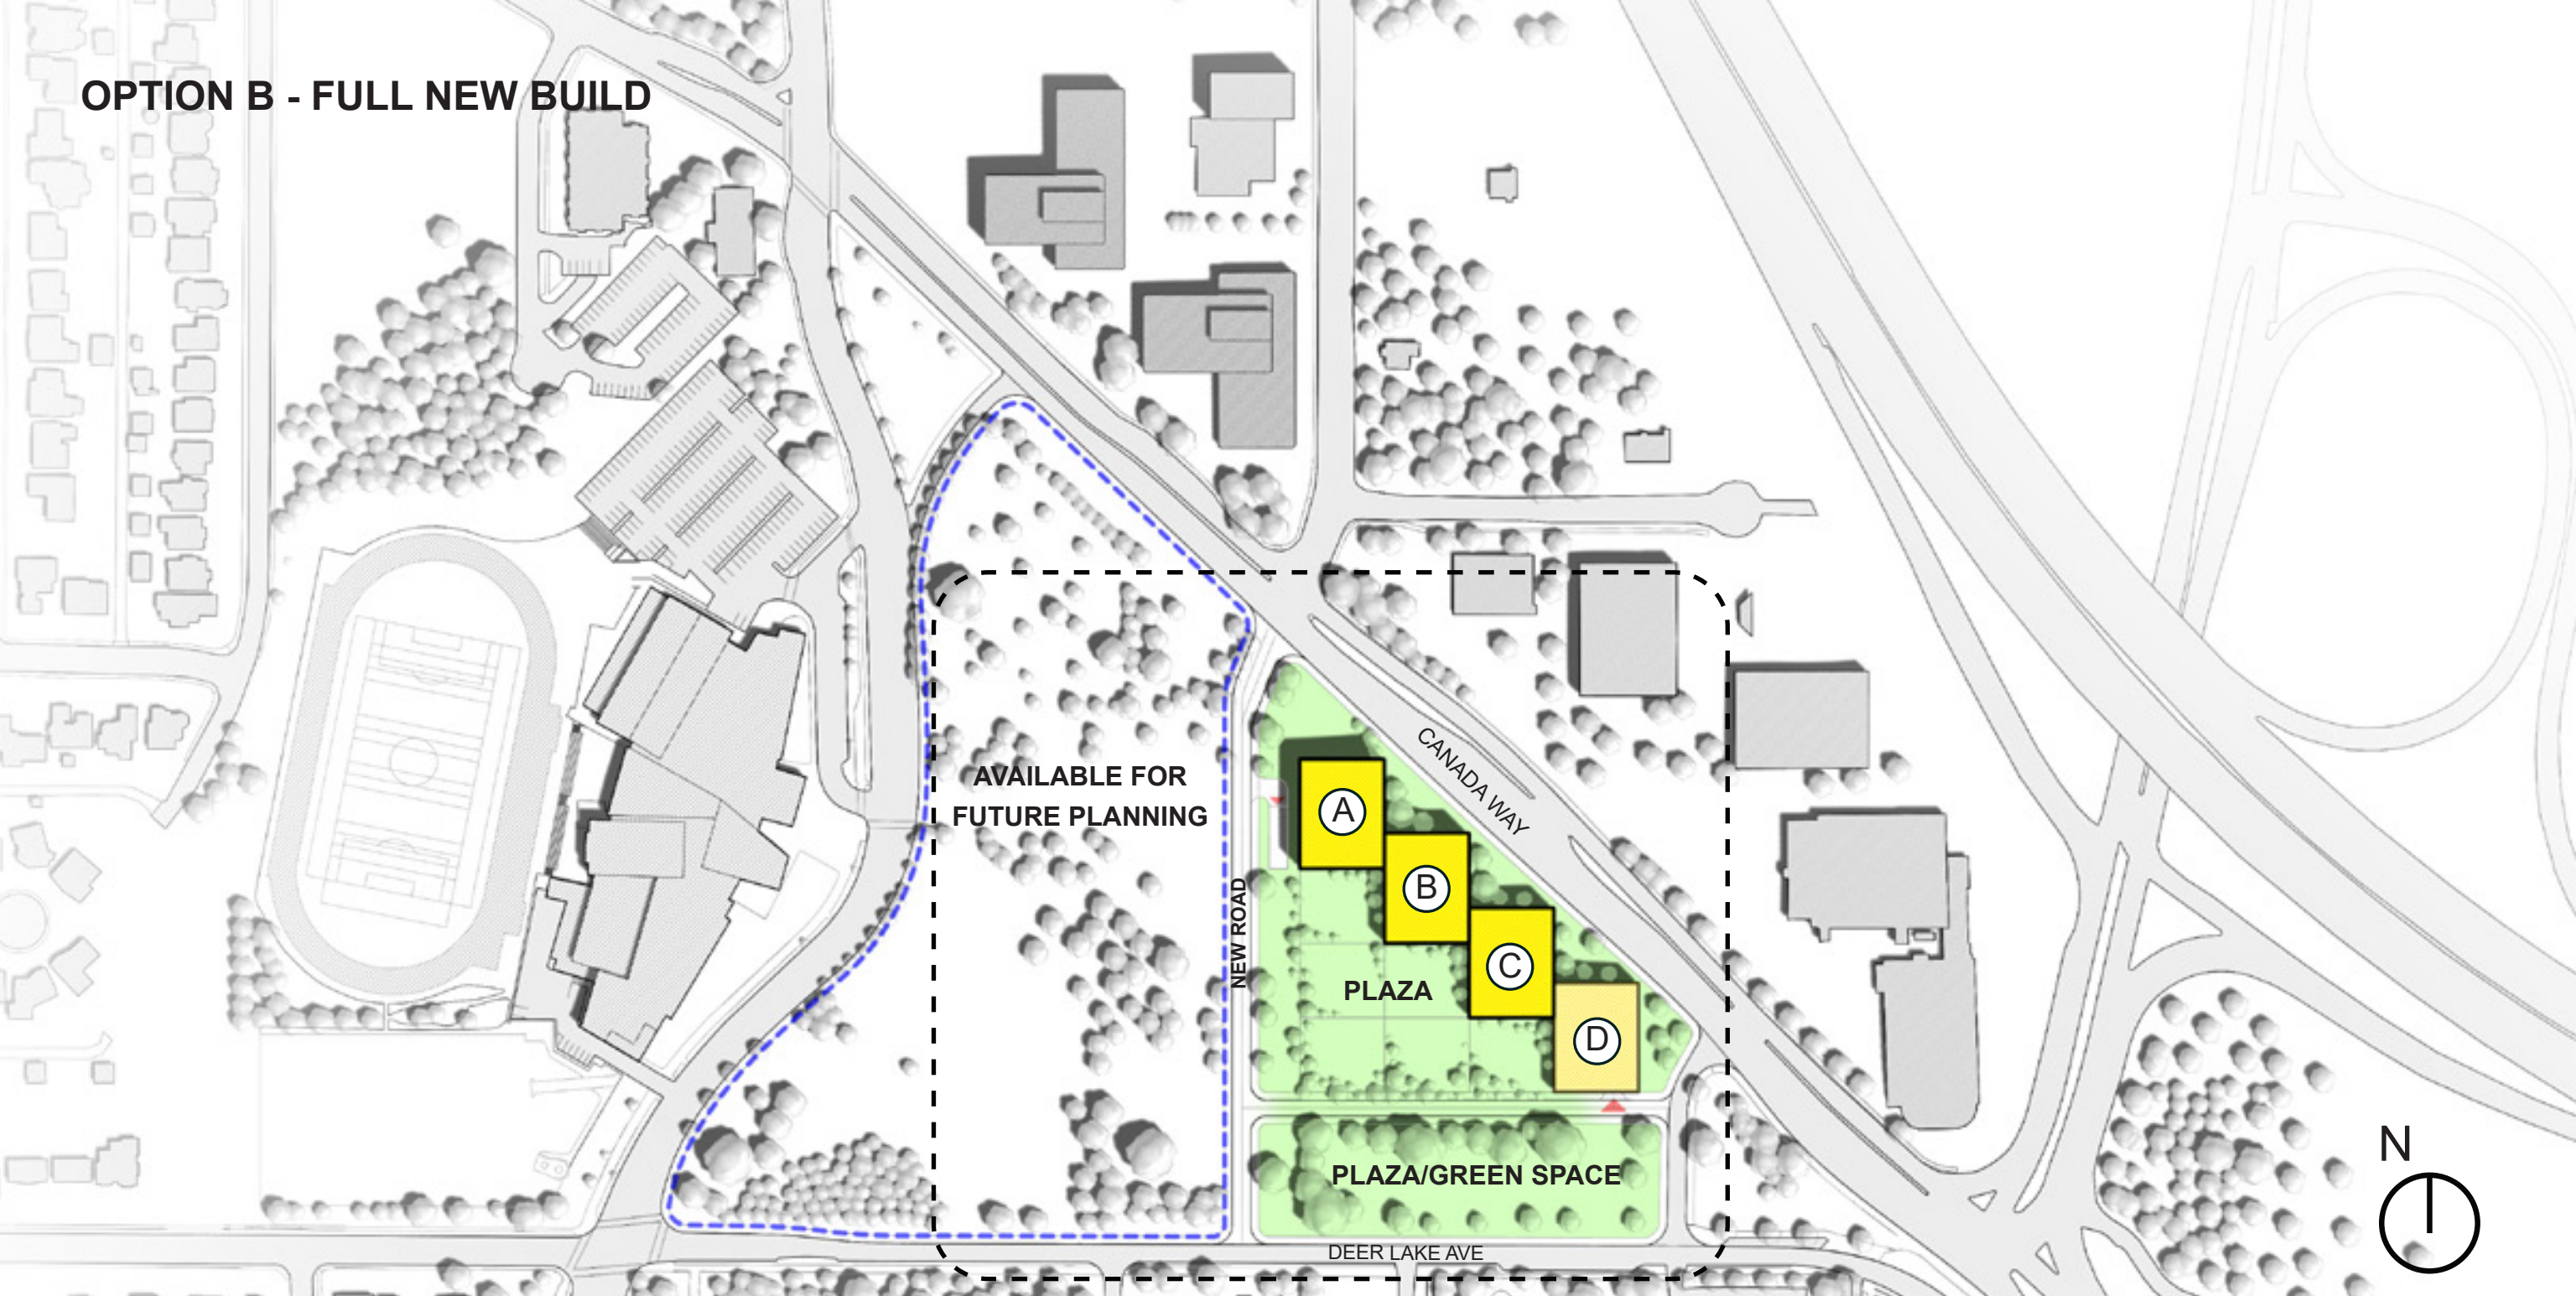 OPTION B - FULL NEW BUILD
CANADA WAY
AVAILABLE FOR
FUTURE PLANNING
A
B
NEW ROAD
C
PLAZA
D
PLAZA/GREEN SPACE
DEER LAKE AVE
N